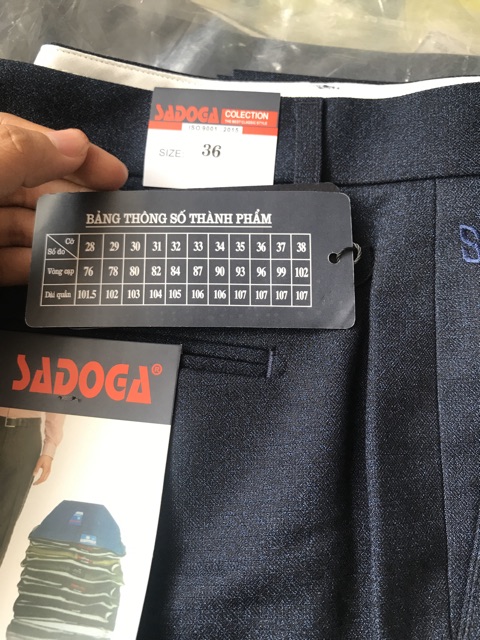 SADOGA COLECTION
THE BEST CLASSIC STYLE
ISO 9001 : 2015
SIZE 36
BẢNG THÔNG SỐ THÀNH PHẨM
Cỡ
Số đo 28 29 30 31 32 33 34 35 36 37 38
Vòng cạp 76 78 80 82 84 87 90 93 96 99 102
Dài quần 101.5 102 103 104 105 106 106 107 107 107 107
SADOGA®